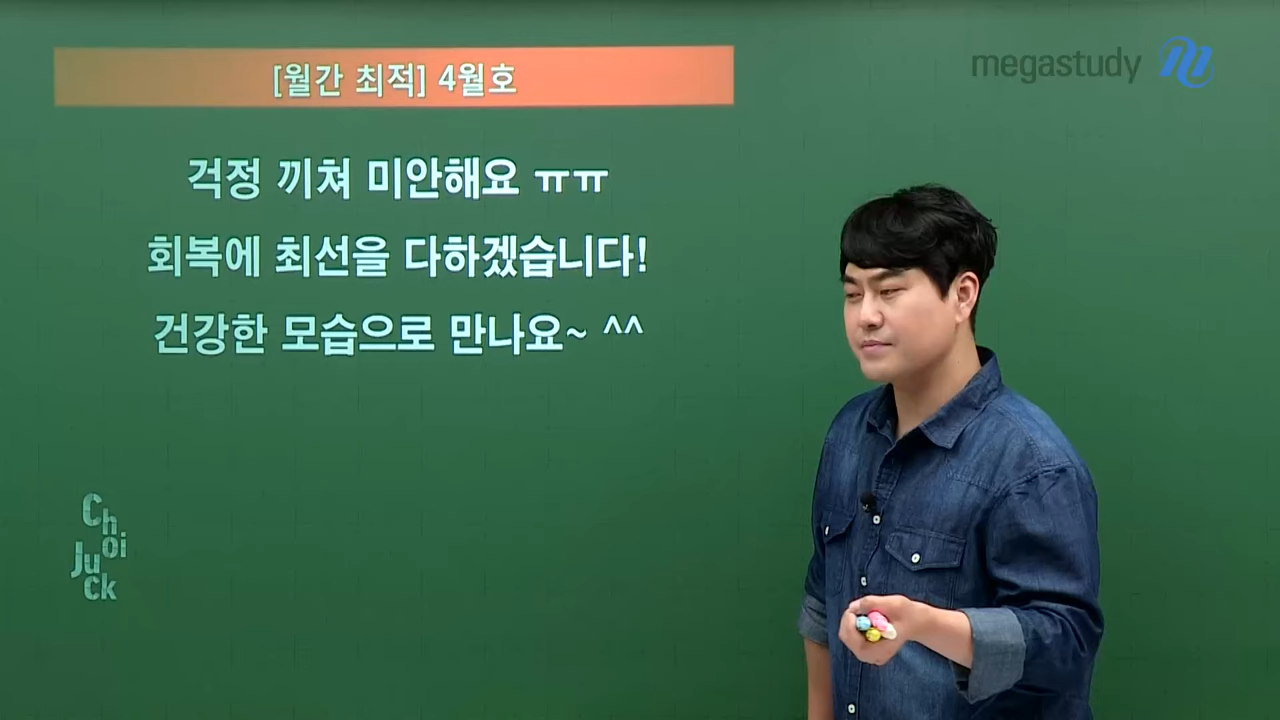 [월간 최적] 4월호
megastudy
걱정 끼쳐 미안해요 ㅠㅠ
회복에 최선을 다하겠습니다!
건강한 모습으로 만나요~ ^^
Choi
Juck